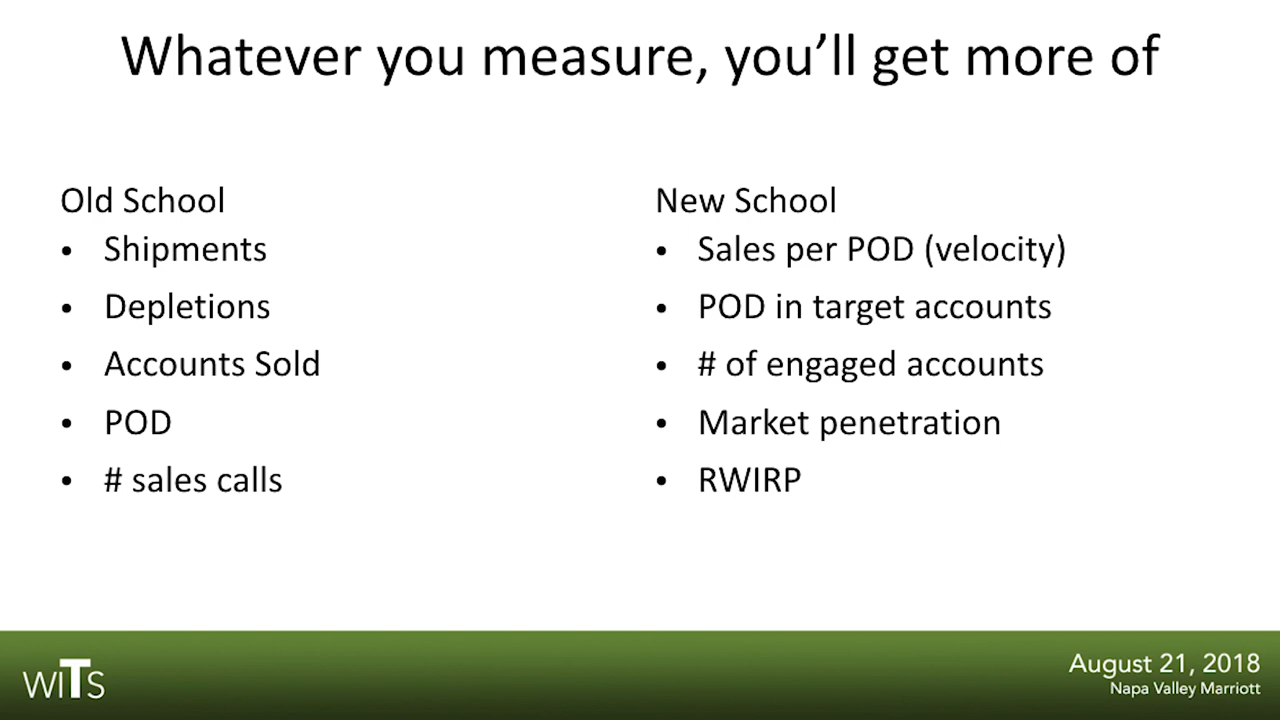 Whatever you measure, you’ll get more of
Old School
• Shipments
• Depletions
• Accounts Sold
• POD
• # sales calls
New School
• Sales per POD (velocity)
• POD in target accounts
• # of engaged accounts
• Market penetration
• RWIRP
WITS
August 21, 2018
Napa Valley Marriott